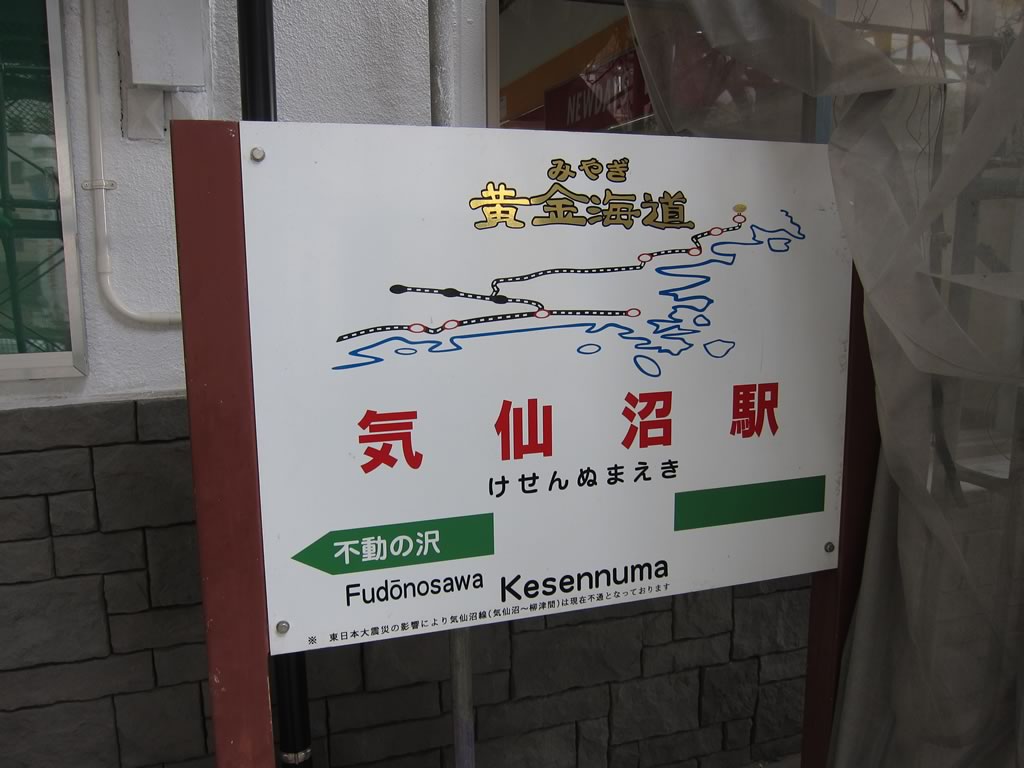 NEW
みやぎ
黄金海道
気仙沼駅
けせんぬまえき
不動の沢
Fudōnosawa
Kesennuma
※ 東日本大震災の影響により気仙沼線(気仙沼～柳津間)は現在不通となっております